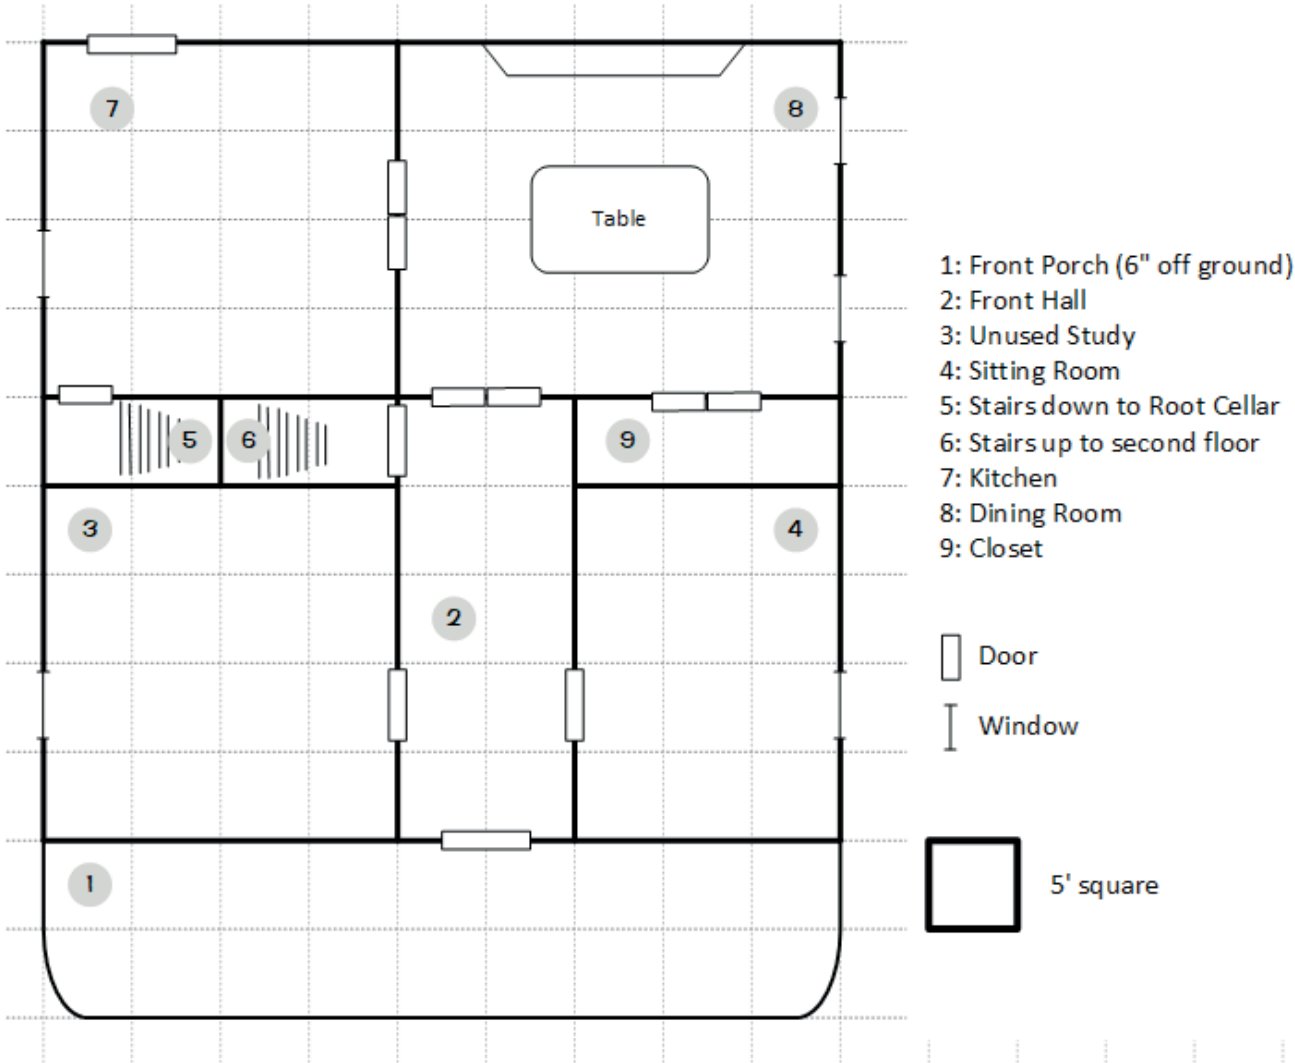 7
8
Table
1: Front Porch (6" off ground)
2: Front Hall
3: Unused Study
4: Sitting Room
5: Stairs down to Root Cellar
6: Stairs up to second floor
7: Kitchen
8: Dining Room
9: Closet
5
6
9
3
4
2
Door
Window
1
5' square